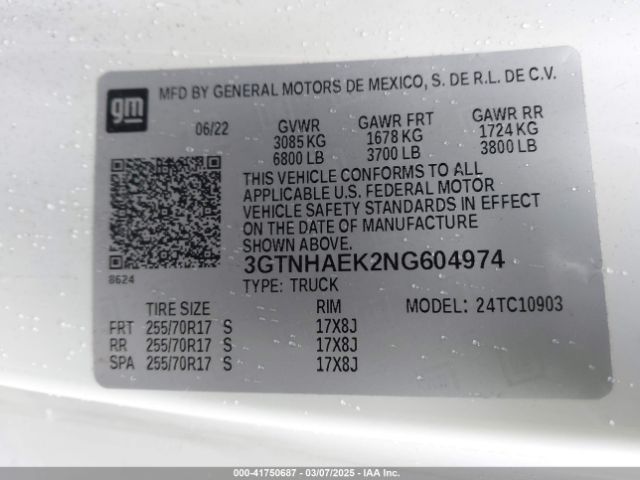 gm
MFD BY GENERAL MOTORS DE MEXICO, S. DE R.L. DE C.V.
06/22 GVWR GAWR FRT GAWR RR
3085 KG 1678 KG 1724 KG
6800 LB 3700 LB 3800 LB
THIS VEHICLE CONFORMS TO ALL
APPLICABLE U.S. FEDERAL MOTOR
VEHICLE SAFETY STANDARDS IN EFFECT
ON THE DATE OF MANUFACTURE
SHOWN ABOVE.
3GTNHAEK2NG604974
8624 TYPE: TRUCK
TIRE SIZE RIM MODEL: 24TC10903
FRT 255/70R17 S 17X8J
RR 255/70R17 S 17X8J
SPA 255/70R17 S 17X8J
000-41750687 - 03/07/2025 - IAA Inc.